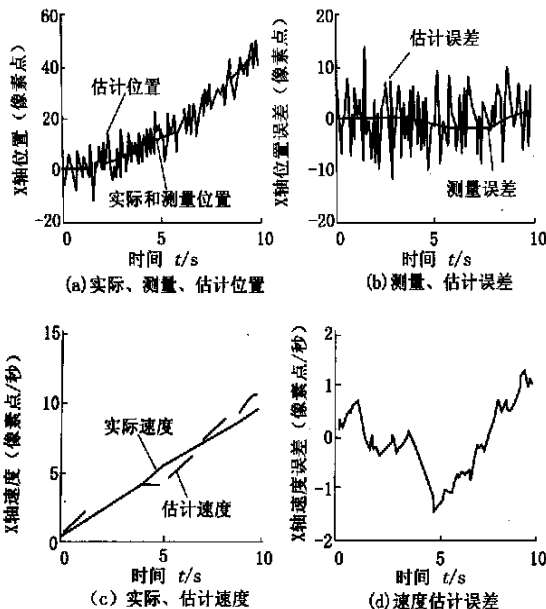 X轴位置（像素点）
60
40
20
0
-20
估计位置
实际和测量位置
0
5
10
时间 t/s
(a)实际、测量、估计位置
X轴位置误差（像素点）
20
10
0
-10
20
估计误差
测量误差
0
5
10
时间 t/s
(b)测量、估计误差
X轴速度（像素点/秒）
15
10
5
0
实际速度
估计速度
0
5
10
时间 t/s
（c）实际、估计速度
X轴速度误差（像素点/秒）
2
1
0
-1
-2
0
5
10
时间 t/s
(d)速度估计误差